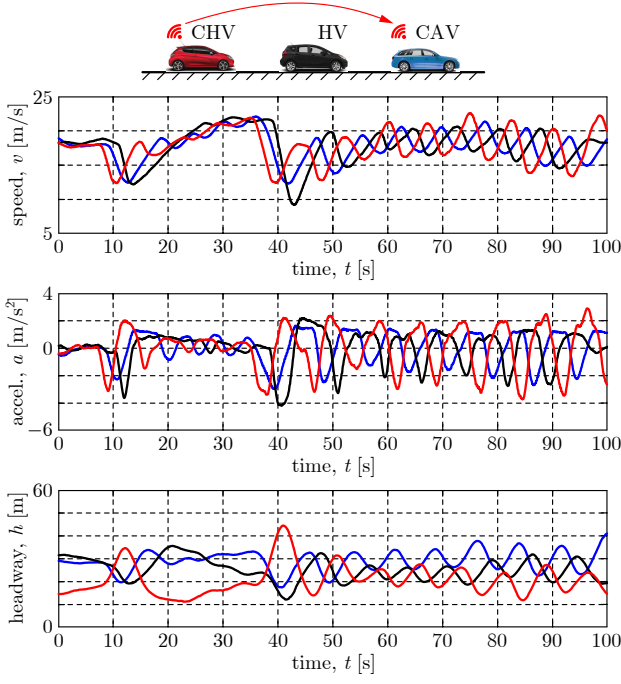 CHV HV CAV
25
speed, v [m/s]
5
0 10 20 30 40 50 60 70 80 90 100
time, t [s]
4
0
accel., a [m/s²]
−6
0 10 20 30 40 50 60 70 80 90 100
time, t [s]
60
headway, h [m]
0
0 10 20 30 40 50 60 70 80 90 100
time, t [s]